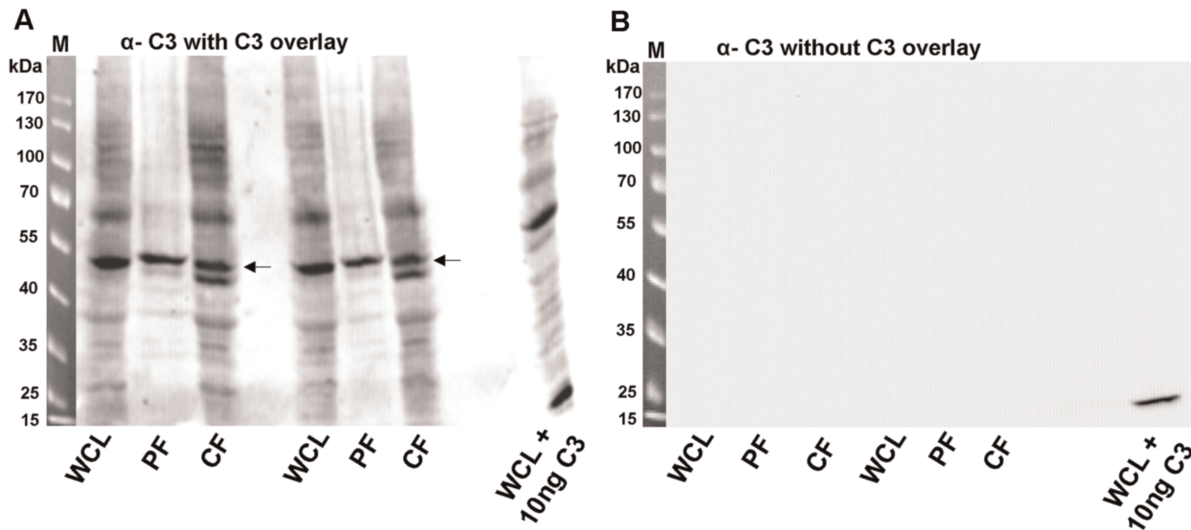 A
M
α- C3 with C3 overlay
kDa
170
130
100
70
55
40
35
25
15
WCL
PF
CF
WCL
PF
CF
WCL +
10ng C3
B
M
α- C3 without C3 overlay
kDa
170
130
100
70
55
40
35
25
15
WCL
PF
CF
WCL
PF
CF
WCL +
10ng C3